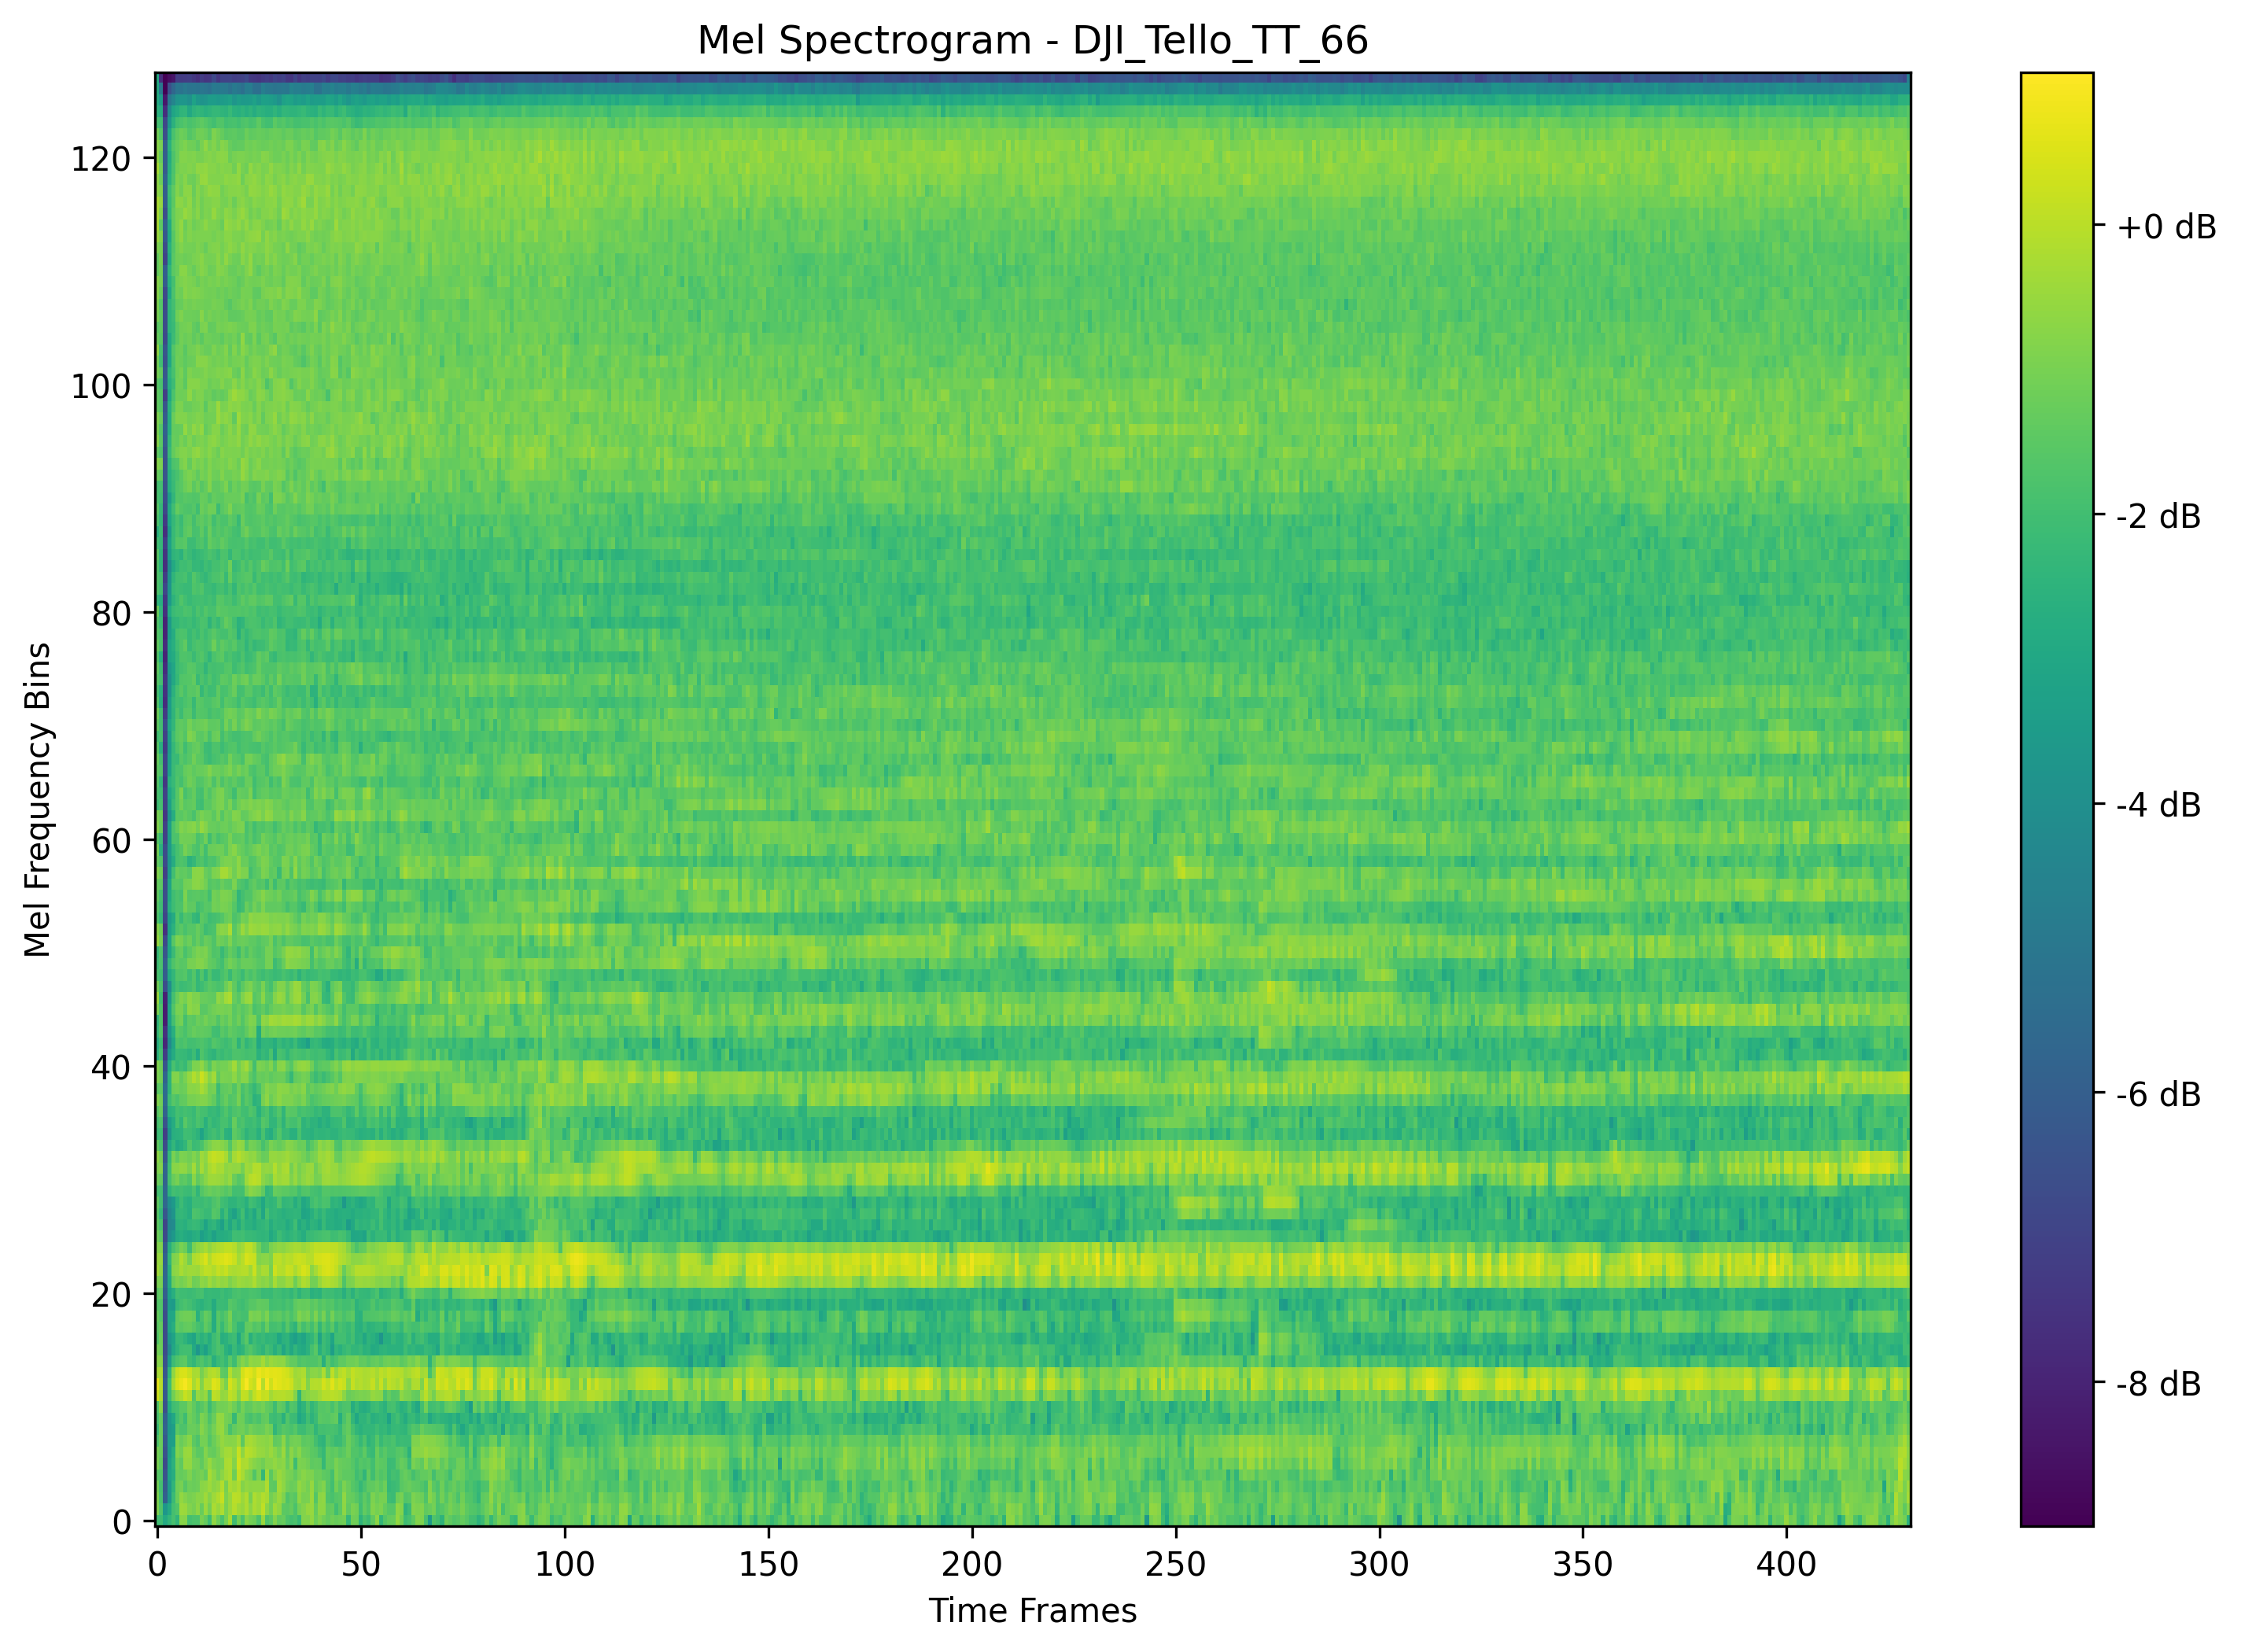 Mel Spectrogram - DJI_Tello_TT_66
Mel Frequency Bins
120
100
80
60
40
20
0
0 50 100 150 200 250 300 350 400
Time Frames
+0 dB
-2 dB
-4 dB
-6 dB
-8 dB